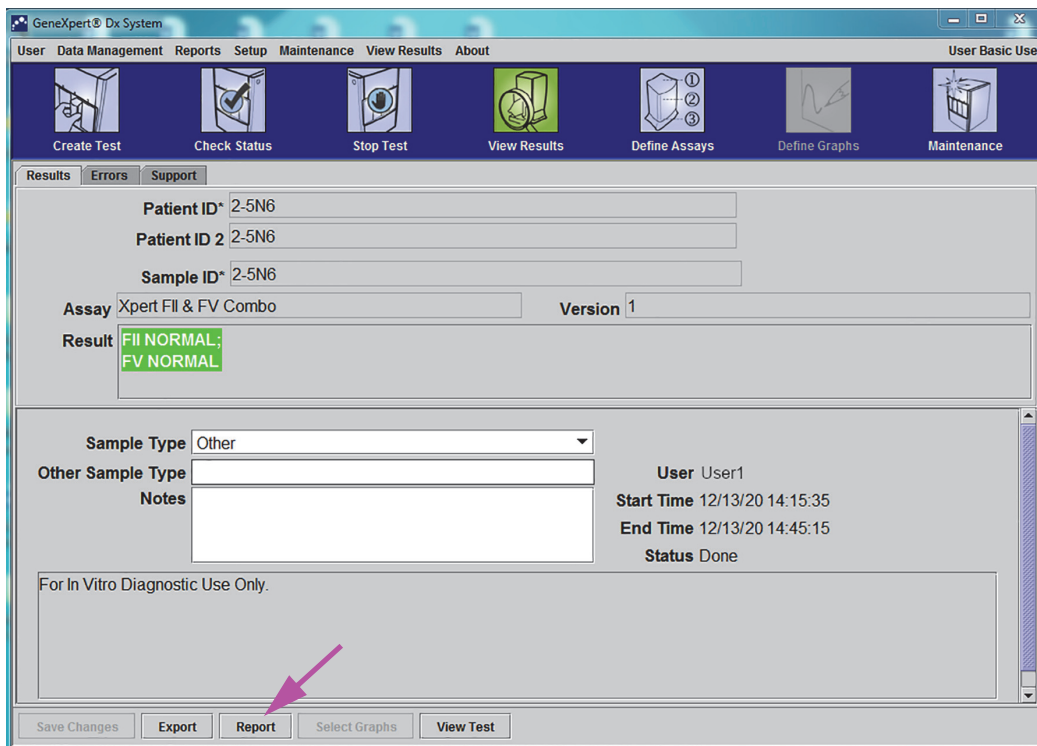 GeneXpert® Dx System
User Data Management Reports Setup Maintenance View Results About User Basic Use
① 
②
③
Create Test Check Status Stop Test View Results Define Assays Define Graphs Maintenance
Results Errors Support
Patient ID* 2-5N6
Patient ID 2 2-5N6
Sample ID* 2-5N6
Assay Xpert FII & FV Combo Version 1
Result FII NORMAL;
FV NORMAL
Sample Type Other
Other Sample Type User User1
Notes Start Time 12/13/20 14:15:35
End Time 12/13/20 14:45:15
Status Done
For In Vitro Diagnostic Use Only.
Save Changes Export Report Select Graphs View Test